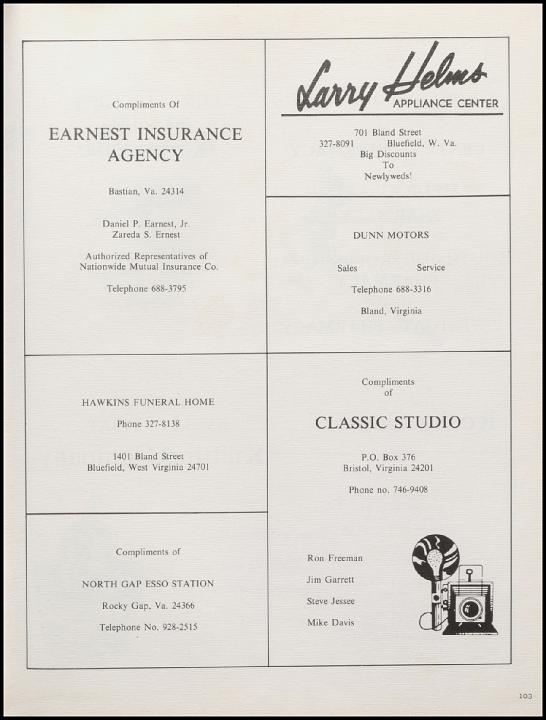 Compliments Of
EARNEST INSURANCE
AGENCY
Bastian, Va. 24314
Daniel P. Earnest, Jr.
Zareda S. Ernest
Authorized Representatives of
Nationwide Mutual Insurance Co.
Telephone 688-3795
Larry Helms
APPLIANCE CENTER
701 Bland Street
327-8091 Bluefield, W. Va.
Big Discounts
To
Newlyweds!
DUNN MOTORS
Sales Service
Telephone 688-3316
Bland, Virginia
HAWKINS FUNERAL HOME
Phone 327-8138
1401 Bland Street
Bluefield, West Virginia 24701
Compliments of
NORTH GAP ESSO STATION
Rocky Gap, Va. 24366
Telephone No. 928-2515
Compliments
of
CLASSIC STUDIO
P.O. Box 376
Bristol, Virginia 24201
Phone no. 746-9408
Ron Freeman
Jim Garrett
Steve Jessee
Mike Davis
103